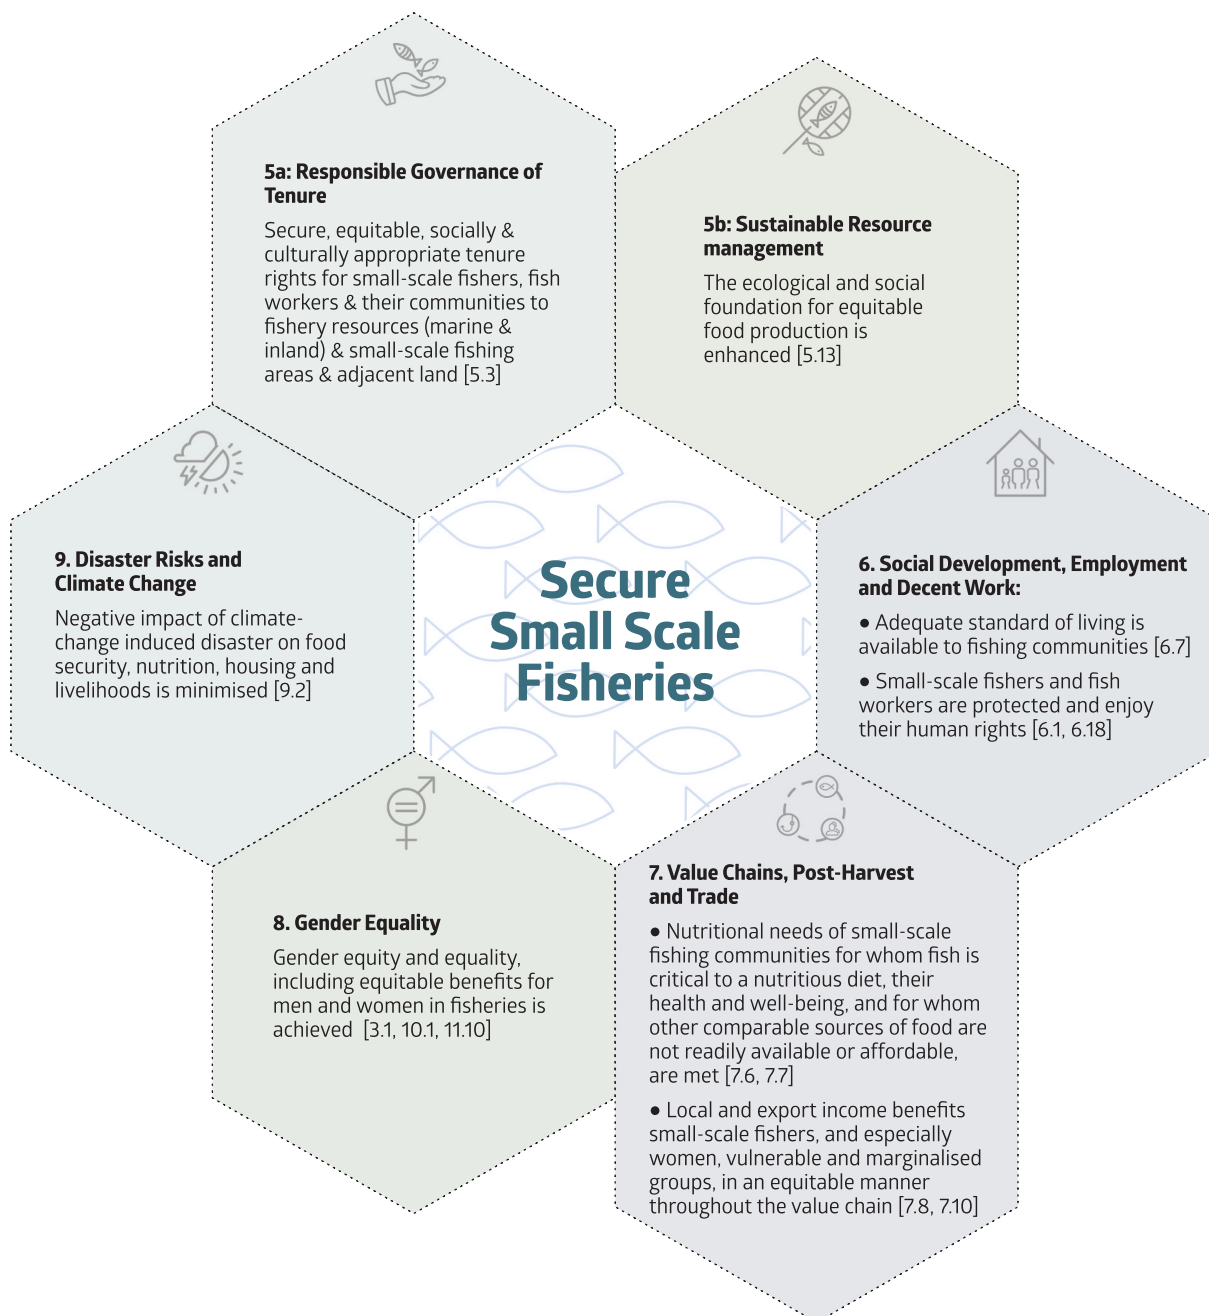 5a: Responsible Governance of
Tenure
Secure, equitable, socially &
culturally appropriate tenure
rights for small-scale fishers, fish
workers & their communities to
fishery resources (marine &
inland) & small-scale fishing
areas & adjacent land [5.3]
5b: Sustainable Resource
management
The ecological and social
foundation for equitable
food production is
enhanced [5.13]
9. Disaster Risks and
Climate Change
Negative impact of climate-
change induced disaster on food
security, nutrition, housing and
livelihoods is minimised [9.2]
Secure
Small Scale
Fisheries
6. Social Development, Employment
and Decent Work:
● Adequate standard of living is
available to fishing communities [6.7]
● Small-scale fishers and fish
workers are protected and enjoy
their human rights [6.1, 6.18]
8. Gender Equality
Gender equity and equality,
including equitable benefits for
men and women in fisheries is
achieved  [3.1, 10.1, 11.10]
7. Value Chains, Post-Harvest
and Trade
● Nutritional needs of small-scale
fishing communities for whom fish is
critical to a nutritious diet, their
health and well-being, and for whom
other comparable sources of food are
not readily available or affordable,
are met [7.6, 7.7]
● Local and export income benefits
small-scale fishers, and especially
women, vulnerable and marginalised
groups, in an equitable manner
throughout the value chain [7.8, 7.10]